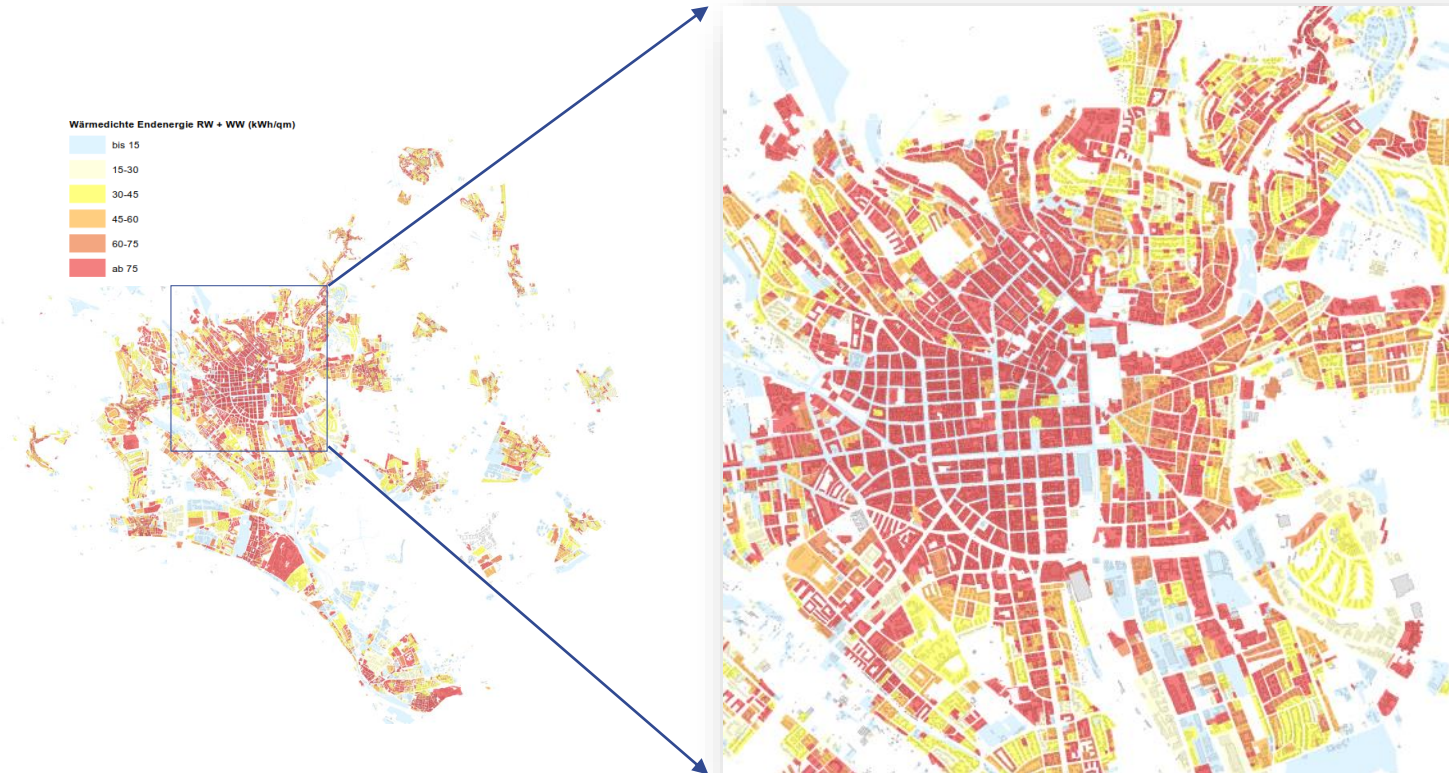 Wärmedichte Endenergie RW + WW (kWh/qm)
bis 15
15-30
30-45
45-60
60-75
ab 75